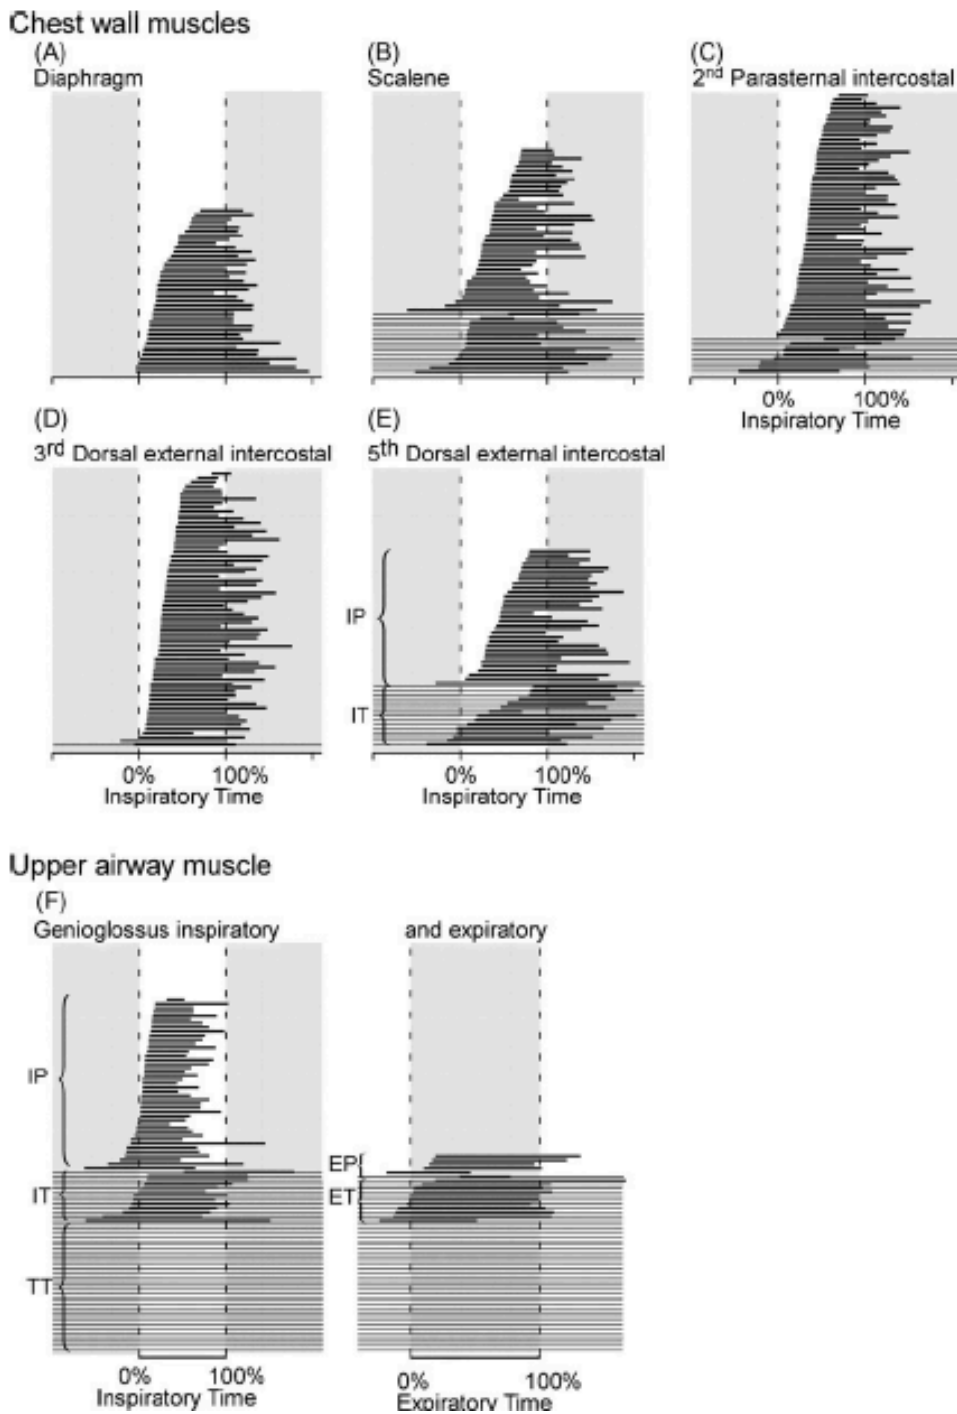 Chest wall muscles
(A)
Diaphragm
(B)
Scalene
(C)
2nd Parasternal intercostal
0% 100%
Inspiratory Time
(D)
3rd Dorsal external intercostal
0% 100%
Inspiratory Time
(E)
5th Dorsal external intercostal
IP
IT
0% 100%
Inspiratory Time
Upper airway muscle
(F)
Genioglossus inspiratory and expiratory
IP
IT
TT
0% 100%
Inspiratory Time
EP
ET
0% 100%
Expiratory Time